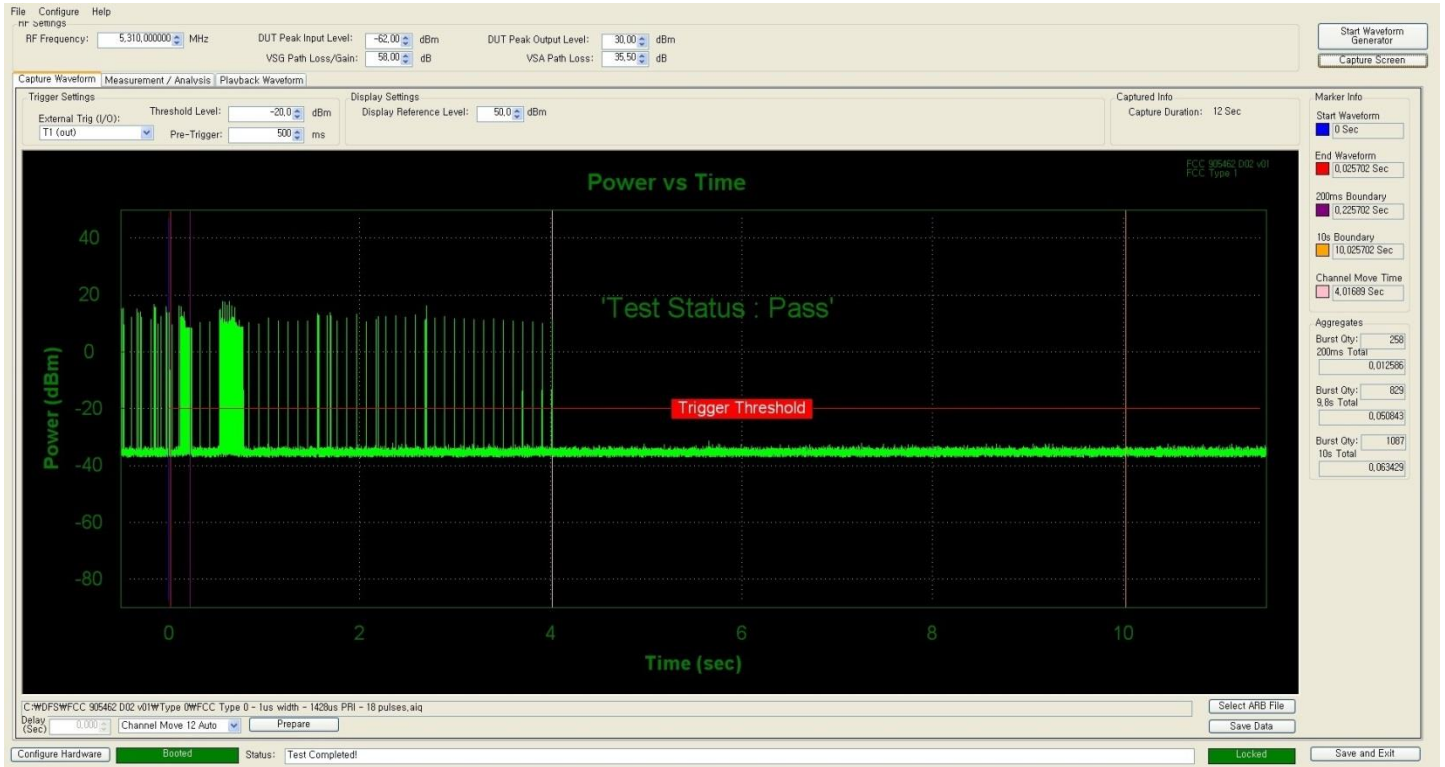 File Configure Help
RF Settings
RF Frequency: 5,310,000000 MHz DUT Peak Input Level: -62,00 dBm DUT Peak Output Level: 30,00 dBm
VSG Path Loss/Gain: 58,00 dB VSA Path Loss: 35,50 dB
Start Waveform Generator
Capture Screen
Capture Waveform Measurement / Analysis Playback Waveform
Trigger Settings
External Trig (I/O):
T1 (out)
Threshold Level: -20,0 dBm
Pre-Trigger: 500 ms
Display Settings
Display Reference Level: 50,0 dBm
Captured Info
Capture Duration: 12 Sec
Power vs Time
FCC 905462 D02 v01
FCC Type 1
'Test Status : Pass'
Trigger Threshold
Power (dBm)
40
20
0
-20
-40
-60
-80
0 2 4 6 8 10
Time (sec)
Marker Info
Start Waveform
0 Sec
End Waveform
0,025702 Sec
200ms Boundary
0,225702 Sec
10s Boundary
10,025702 Sec
Channel Move Time
4,01689 Sec
Aggregates
Burst Qty: 258
200ms Total
0,012586
Burst Qty: 829
9,8s Total
0,050843
Burst Qty: 1087
10s Total
0,063429
C:₩DFS₩FCC 905462 D02 v01₩Type 0₩FCC Type 0 - 1us width - 1428us PRI - 18 pulses,aiq
Select ARB File
Delay (Sec) 0,000 Channel Move 12 Auto Prepare
Save Data
Configure Hardware Booted Status: Test Completed! Locked Save and Exit